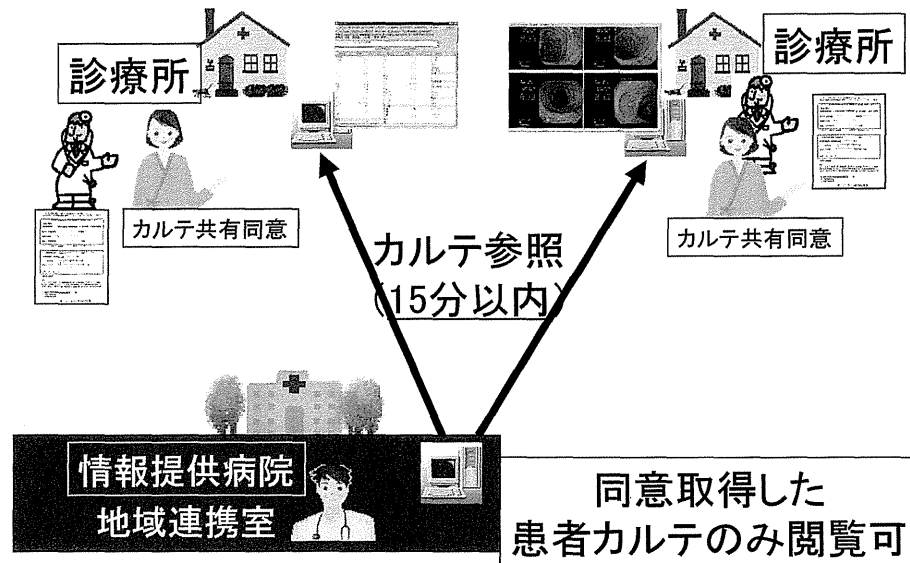 診療所
診療所
カルテ共有同意
カルテ共有同意
カルテ参照
(15分以内)
情報提供病院
地域連携室
同意取得した
患者カルテのみ閲覧可